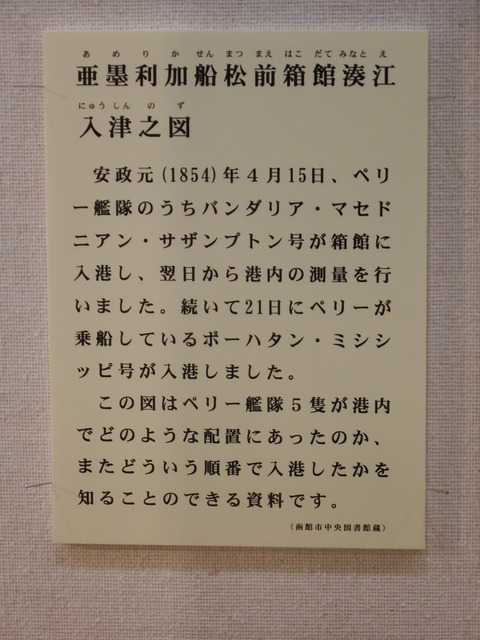 あめりかせんまつまえはこだてみなとえ
亜墨利加船松前箱館湊江
にゅうしんのず
入津之図
安政元(1854)年4月15日、ペリ
ー艦隊のうちバンダリア・マセド
ニアン・サザンプトン号が箱館に
入港し、翌日から港内の測量を行
いました。続いて21日にペリーが
乗船しているポーハタン・ミシシ
ッピ号が入港しました。
この図はペリー艦隊5隻が港内
でどのような配置にあったのか、
またどういう順番で入港したかを
知ることのできる資料です。
(函館市中央図書館蔵)